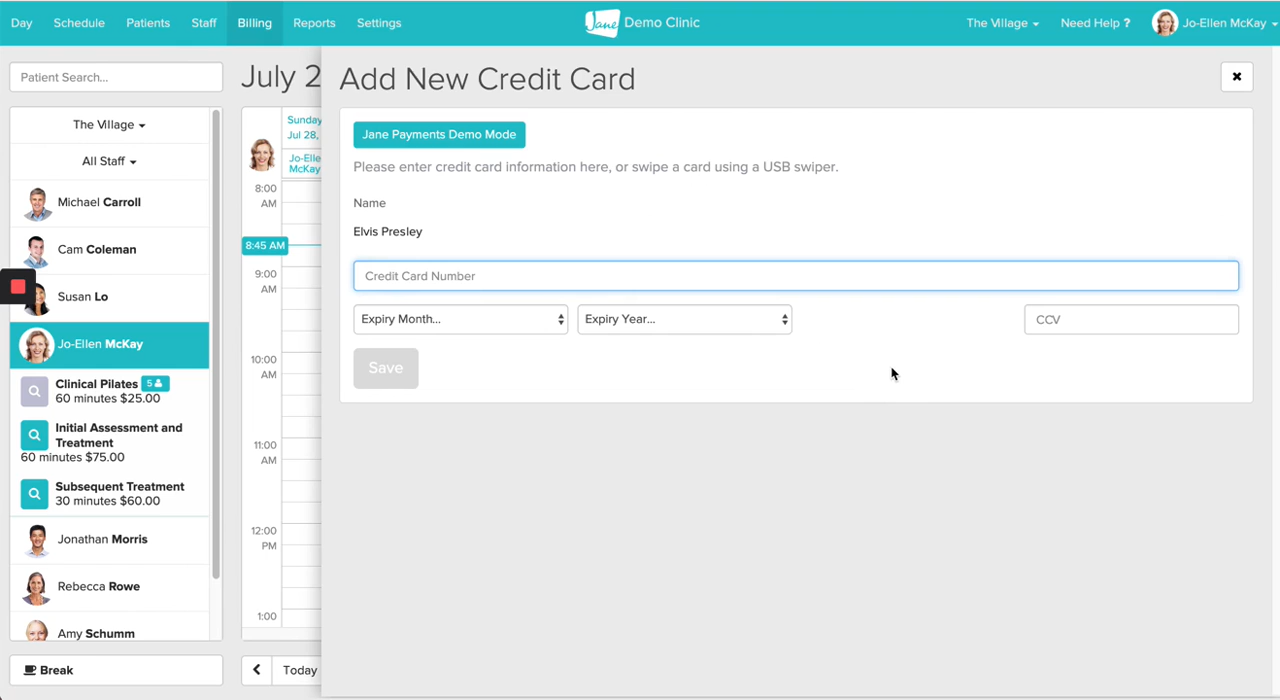 Day Schedule Patients Staff Billing Reports Settings Jane Demo Clinic The Village Need Help ? Jo-Ellen McKay
Patient Search...
The Village
All Staff
Michael Carroll
Cam Coleman
Susan Lo
Jo-Ellen McKay
Clinical Pilates 5
60 minutes $25.00
Initial Assessment and
Treatment
60 minutes $75.00
Subsequent Treatment
30 minutes $60.00
Jonathan Morris
Rebecca Rowe
Amy Schumm
Break
July 2
Sunday
Jul 28,
Jo-Elle
McKay
8:00
AM
8:45 AM
9:00
AM
10:00
AM
11:00
AM
12:00
PM
1:00
Today
Add New Credit Card
Jane Payments Demo Mode
Please enter credit card information here, or swipe a card using a USB swiper.
Name
Elvis Presley
Credit Card Number
Expiry Month... Expiry Year... CCV
Save